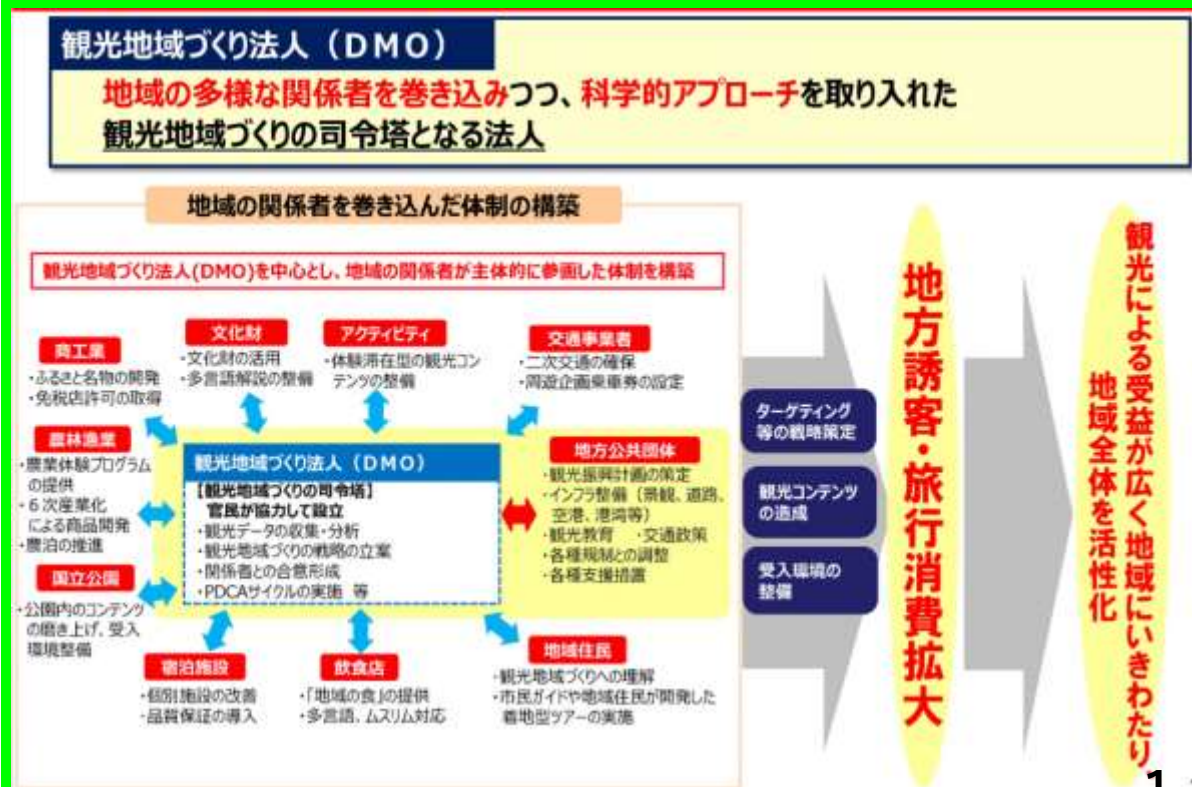 観光地域づくり法人（DMO）
地域の多様な関係者を巻き込みつつ、科学的アプローチを取り入れた
観光地域づくりの司令塔となる法人
地域の関係者を巻き込んだ体制の構築
観光地域づくり法人(DMO)を中心とし、地域の関係者が主体的に参画した体制を構築
商工業
・ふるさと名物の開発
・免税店許可の取得
文化財
・文化財の活用
・多言語解説の整備
アクティビティ
・体験滞在型の観光コン
テンツの整備
交通事業者
・二次交通の確保
・周遊企画乗車券の設定
農林漁業
・農業体験プログラム
の提供
・６次産業化
による商品開発
・農泊の推進
観光地域づくり法人（DMO）
【観光地域づくりの司令塔】
官民が協力して設立
・観光データの収集・分析
・観光地域づくりの戦略の立案
・関係者との合意形成
・PDCAサイクルの実施 等
地方公共団体
・観光振興計画の策定
・インフラ整備（景観、道路、
空港、港湾等）
・観光教育 ・交通政策
・各種規制との調整
・各種支援措置
国立公園
・公園内のコンテンツ
の磨き上げ、受入
環境整備
宿泊施設
・個別施設の改善
・品質保証の導入
飲食店
・「地域の食」の提供
・多言語、ムスリム対応
地域住民
・観光地域づくりへの理解
・市民ガイドや地域住民が開発した
着地型ツアーの実施
ターゲティング
等の戦略策定
観光コンテンツ
の造成
受入環境の
整備
地方誘客・旅行消費拡大
観光による受益が広く地域にいきわたり、
地域全体を活性化
1